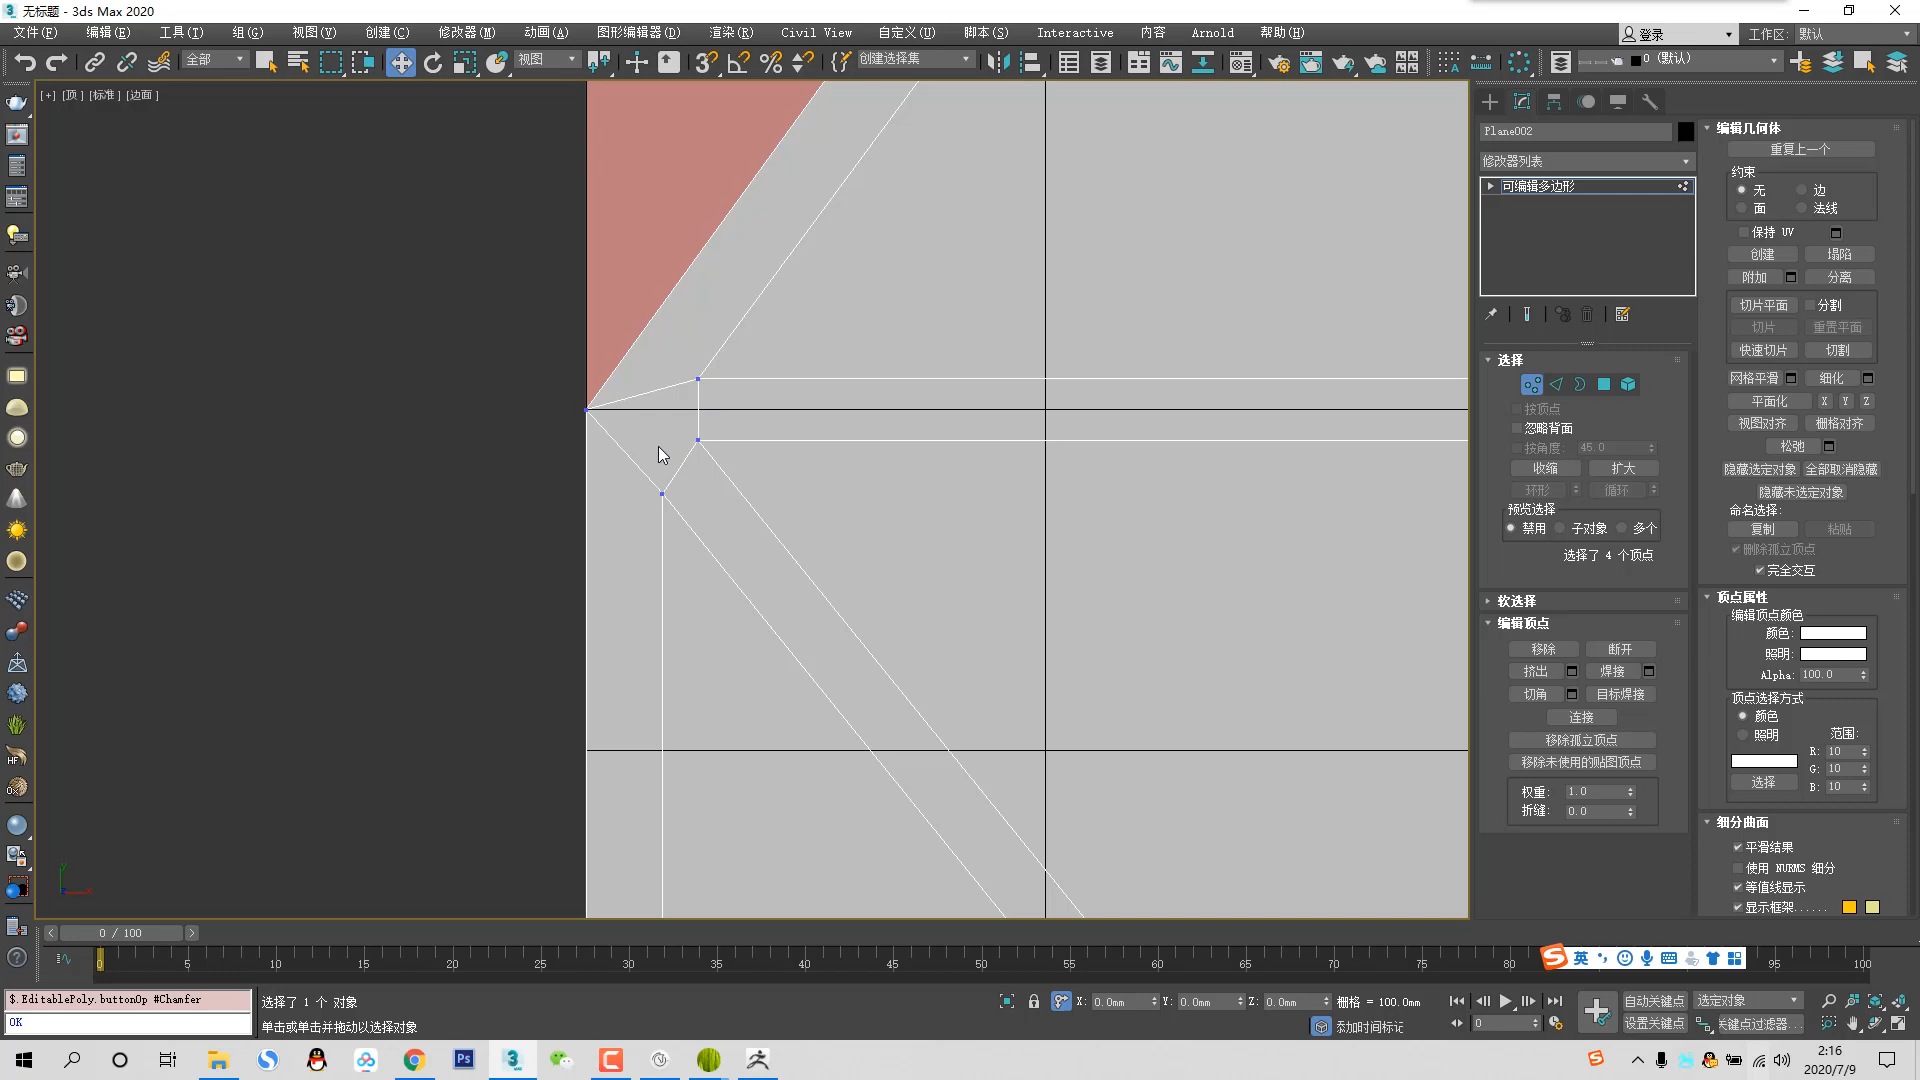 无标题 - 3ds Max 2020
文件(F) 编辑(E) 工具(T) 组(G) 视图(V) 创建(C) 修改器(M) 动画(A) 图形编辑器(D) 渲染(R) Civil View 自定义(U) 脚本(S) Interactive 内容 Arnold 帮助(H) 登录 工作区: 默认
全部 视图 创建选择集 0 (默认)
[+] [顶] [标准] [边面]
Plane002
修改器列表
可编辑多边形
选择
按顶点
忽略背面
按角度: 45.0
收缩 扩大
环形 循环
预览选择
禁用 子对象 多个
选择了 4 个顶点
软选择
编辑顶点
移除 断开
挤出 焊接
切角 目标焊接
连接
移除孤立顶点
移除未使用的贴图顶点
权重: 1.0
折缝: 0.0
编辑几何体
重复上一个
约束
无 边
面 法线
保持 UV
创建 塌陷
附加 分离
切片平面 分割
切片 重置平面
快速切片 切割
网格平滑 细化
平面化 X Y Z
视图对齐 栅格对齐
松弛
隐藏选定对象 全部取消隐藏
隐藏未选定对象
命名选择:
复制 粘贴
删除孤立顶点
完全交互
顶点属性
编辑顶点颜色
颜色:
照明:
Alpha: 100.0
顶点选择方式
颜色
照明 范围:
R: 10
G: 10
选择 B: 10
细分曲面
平滑结果
使用 NURMS 细分
等值线显示
显示框架......
0 / 100
0 5 10 15 20 25 30 35 40 45 50 55 60 65 70 75 80 95 100
英
$.EditablePoly.buttonOp #Chamfer
OK
选择了 1 个 对象
单击或单击并拖动以选择对象
X: 0.0mm Y: 0.0mm Z: 0.0mm 栅格 = 100.0mm
添加时间标记
0
自动关键点 选定对象
设置关键点 关键点过滤器...
2:16
2020/7/9